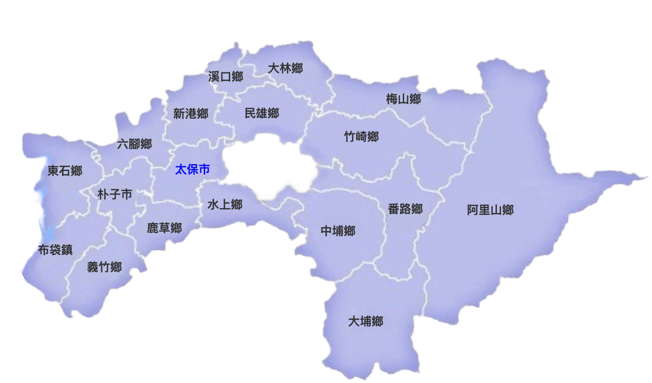 溪口鄉
大林鄉
梅山鄉
新港鄉
民雄鄉
竹崎鄉
六腳鄉
東石鄉
太保市
朴子市
水上鄉
番路鄉
阿里山鄉
鹿草鄉
中埔鄉
布袋鎮
義竹鄉
大埔鄉